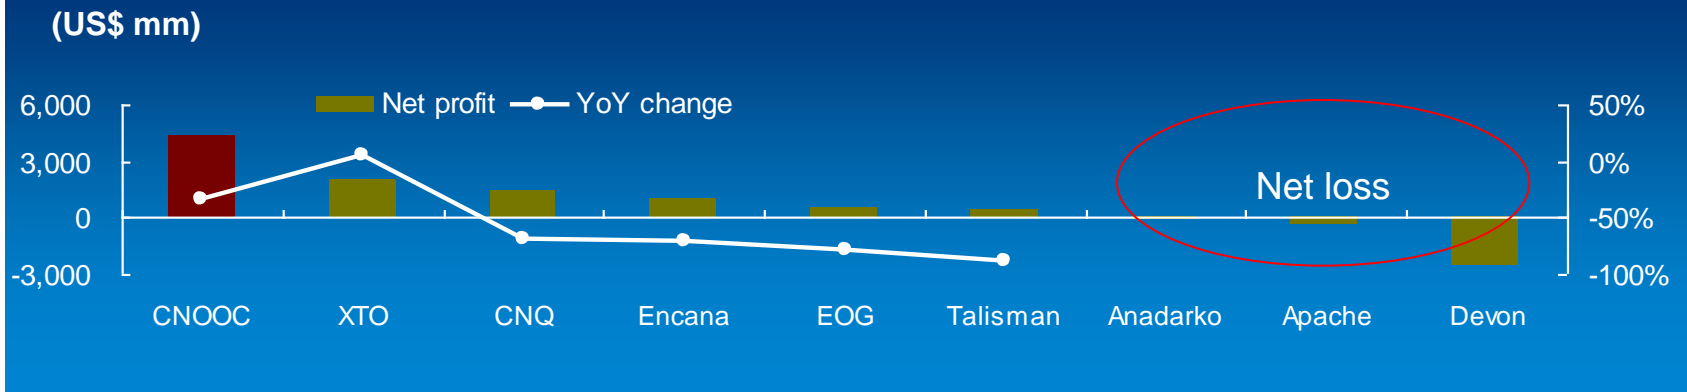 (US$ mm)
Net profit YoY change
6,000 50%
3,000 0%
Net loss
0 -50%
-3,000 -100%
CNOOC XTO CNQ Encana EOG Talisman Anadarko Apache Devon